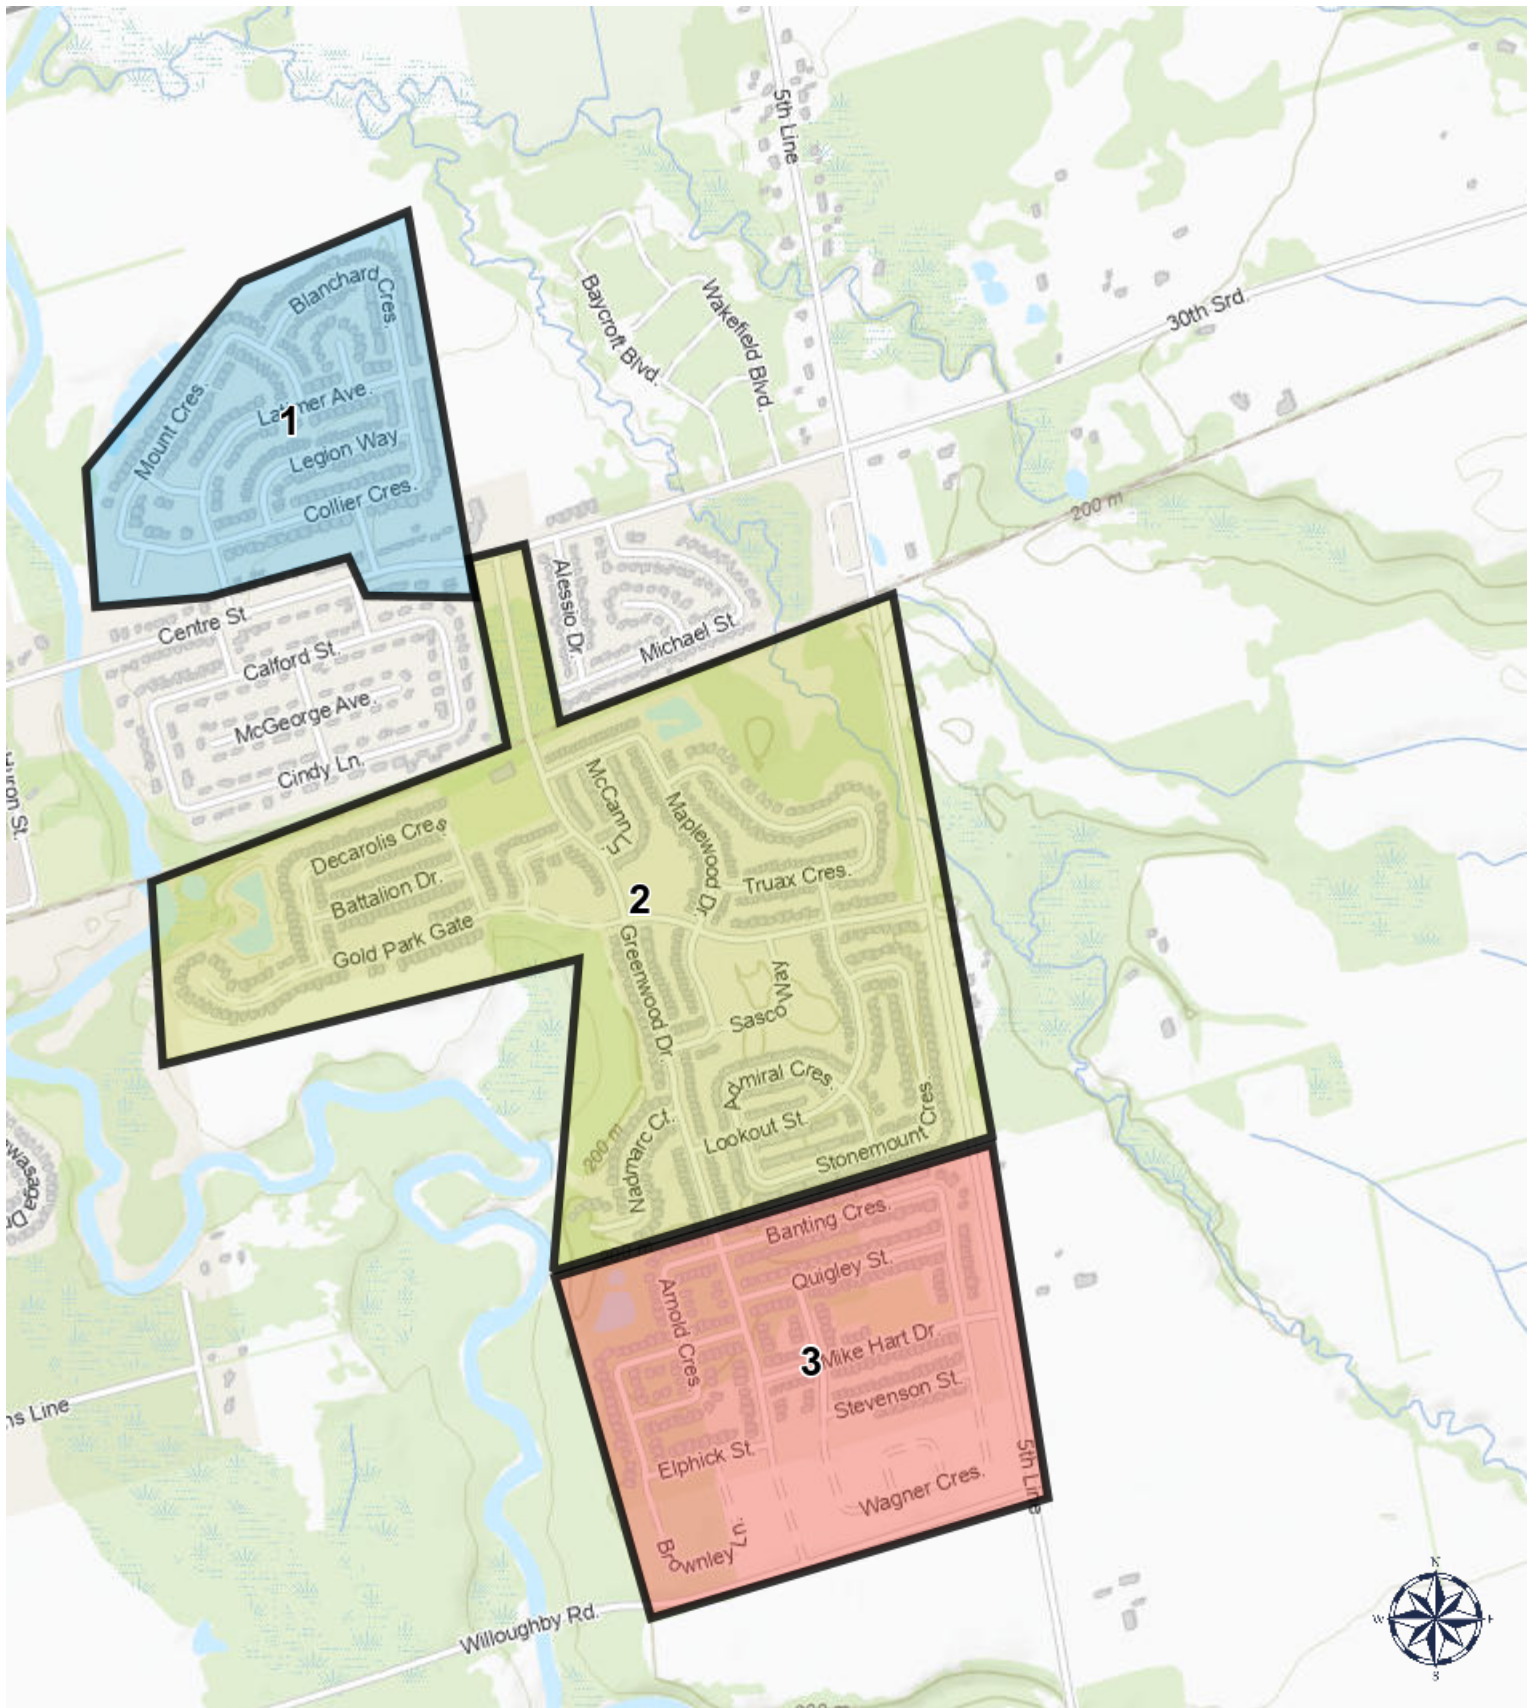 5th Line
Blanchard
Cres.
Baycroft Blvd.
Wakefield Blvd.
30th Srd.
Mount Cres.
Latimer Ave.
1
Legion Way
Collier Cres.
200 m
Alessio Dr.
Michael St.
Centre St.
Calford St.
McGeorge Ave.
Cindy Ln.
Huron St.
McCann
Maplewood Dr.
Decarolis Cres
Battalion Dr.
Truax Cres.
2
Gold Park Gate
Greenwood Dr.
Sasco
Way
Admiral Cres.
Lookout St.
Stonemount Cres.
200 m
Nadmarc Ct.
Banting Cres.
Quigley St.
Arnold Cres.
3
Mike Hart Dr.
Stevenson St.
Elphick St.
Wagner Cres.
5th Line
Brownley Ln.
Willoughby Rd.
ns Line
N
W
E
S